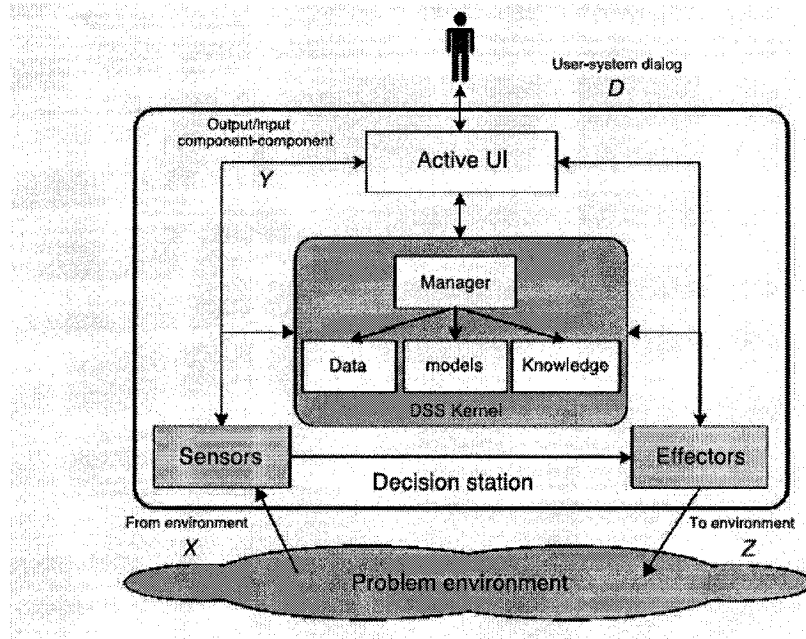 User-system dialog
D
Output/Input
component-component
Y
Active UI
Manager
Data
models
Knowledge
DSS Kernel
Sensors
Effectors
Decision station
From environment
X
To environment
Z
Problem environment